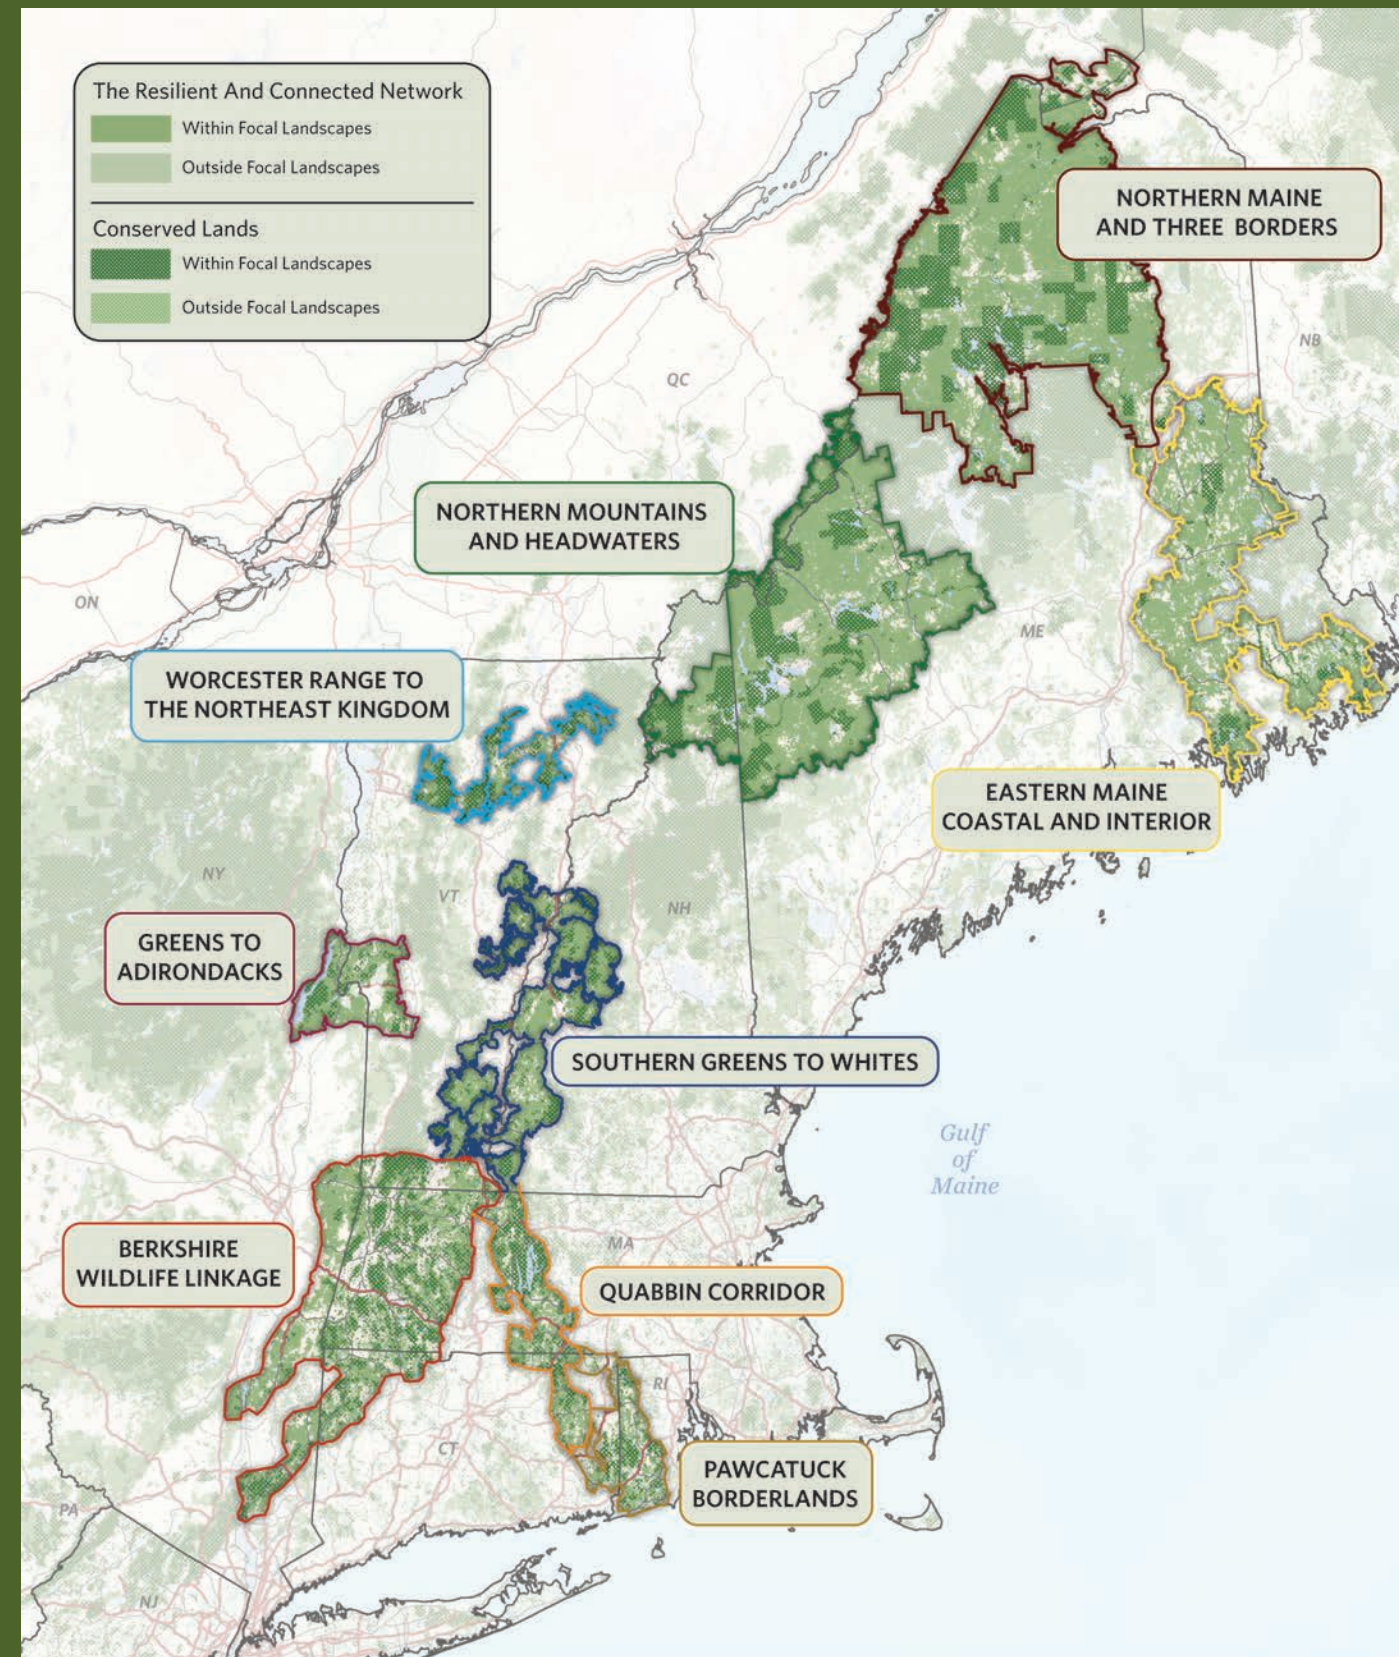 The Resilient And Connected Network
Within Focal Landscapes
Outside Focal Landscapes
Conserved Lands
Within Focal Landscapes
Outside Focal Landscapes
NORTHERN MAINE
AND THREE BORDERS
NB
QC
NORTHERN MOUNTAINS
AND HEADWATERS
ON
ME
WORCESTER RANGE TO
THE NORTHEAST KINGDOM
EASTERN MAINE
COASTAL AND INTERIOR
NY
VT
NH
GREENS TO
ADIRONDACKS
SOUTHERN GREENS TO WHITES
Gulf
of
Maine
BERKSHIRE
WILDLIFE LINKAGE
MA
QUABBIN CORRIDOR
RI
CT
PAWCATUCK
BORDERLANDS
PA
NJ